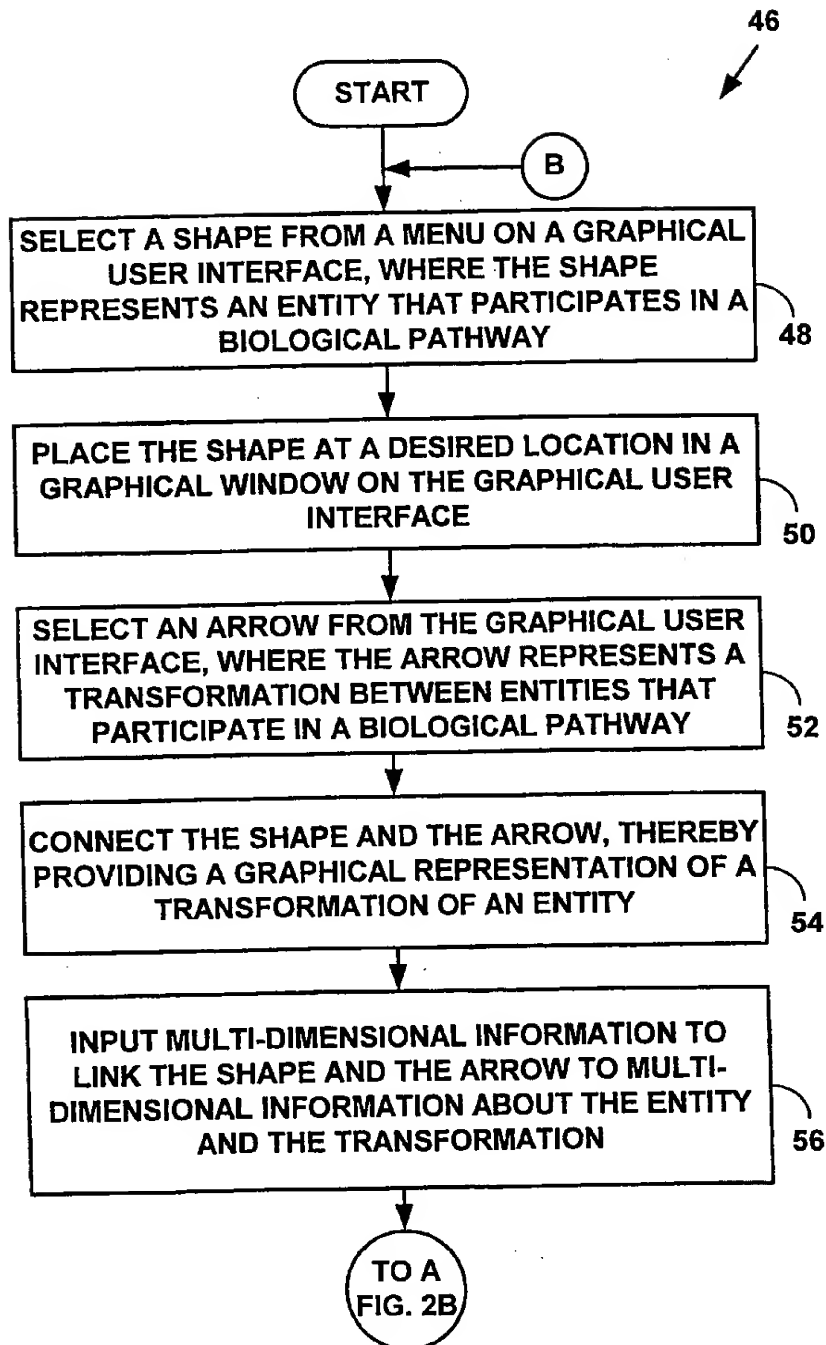 46
START
B
SELECT A SHAPE FROM A MENU ON A GRAPHICAL
USER INTERFACE, WHERE THE SHAPE
REPRESENTS AN ENTITY THAT PARTICIPATES IN A
BIOLOGICAL PATHWAY
48
PLACE THE SHAPE AT A DESIRED LOCATION IN A
GRAPHICAL WINDOW ON THE GRAPHICAL USER
INTERFACE
50
SELECT AN ARROW FROM THE GRAPHICAL USER
INTERFACE, WHERE THE ARROW REPRESENTS A
TRANSFORMATION BETWEEN ENTITIES THAT
PARTICIPATE IN A BIOLOGICAL PATHWAY
52
CONNECT THE SHAPE AND THE ARROW, THEREBY
PROVIDING A GRAPHICAL REPRESENTATION OF A
TRANSFORMATION OF AN ENTITY
54
INPUT MULTI-DIMENSIONAL INFORMATION TO
LINK THE SHAPE AND THE ARROW TO MULTI-
DIMENSIONAL INFORMATION ABOUT THE ENTITY
AND THE TRANSFORMATION
56
TO A
FIG. 2B